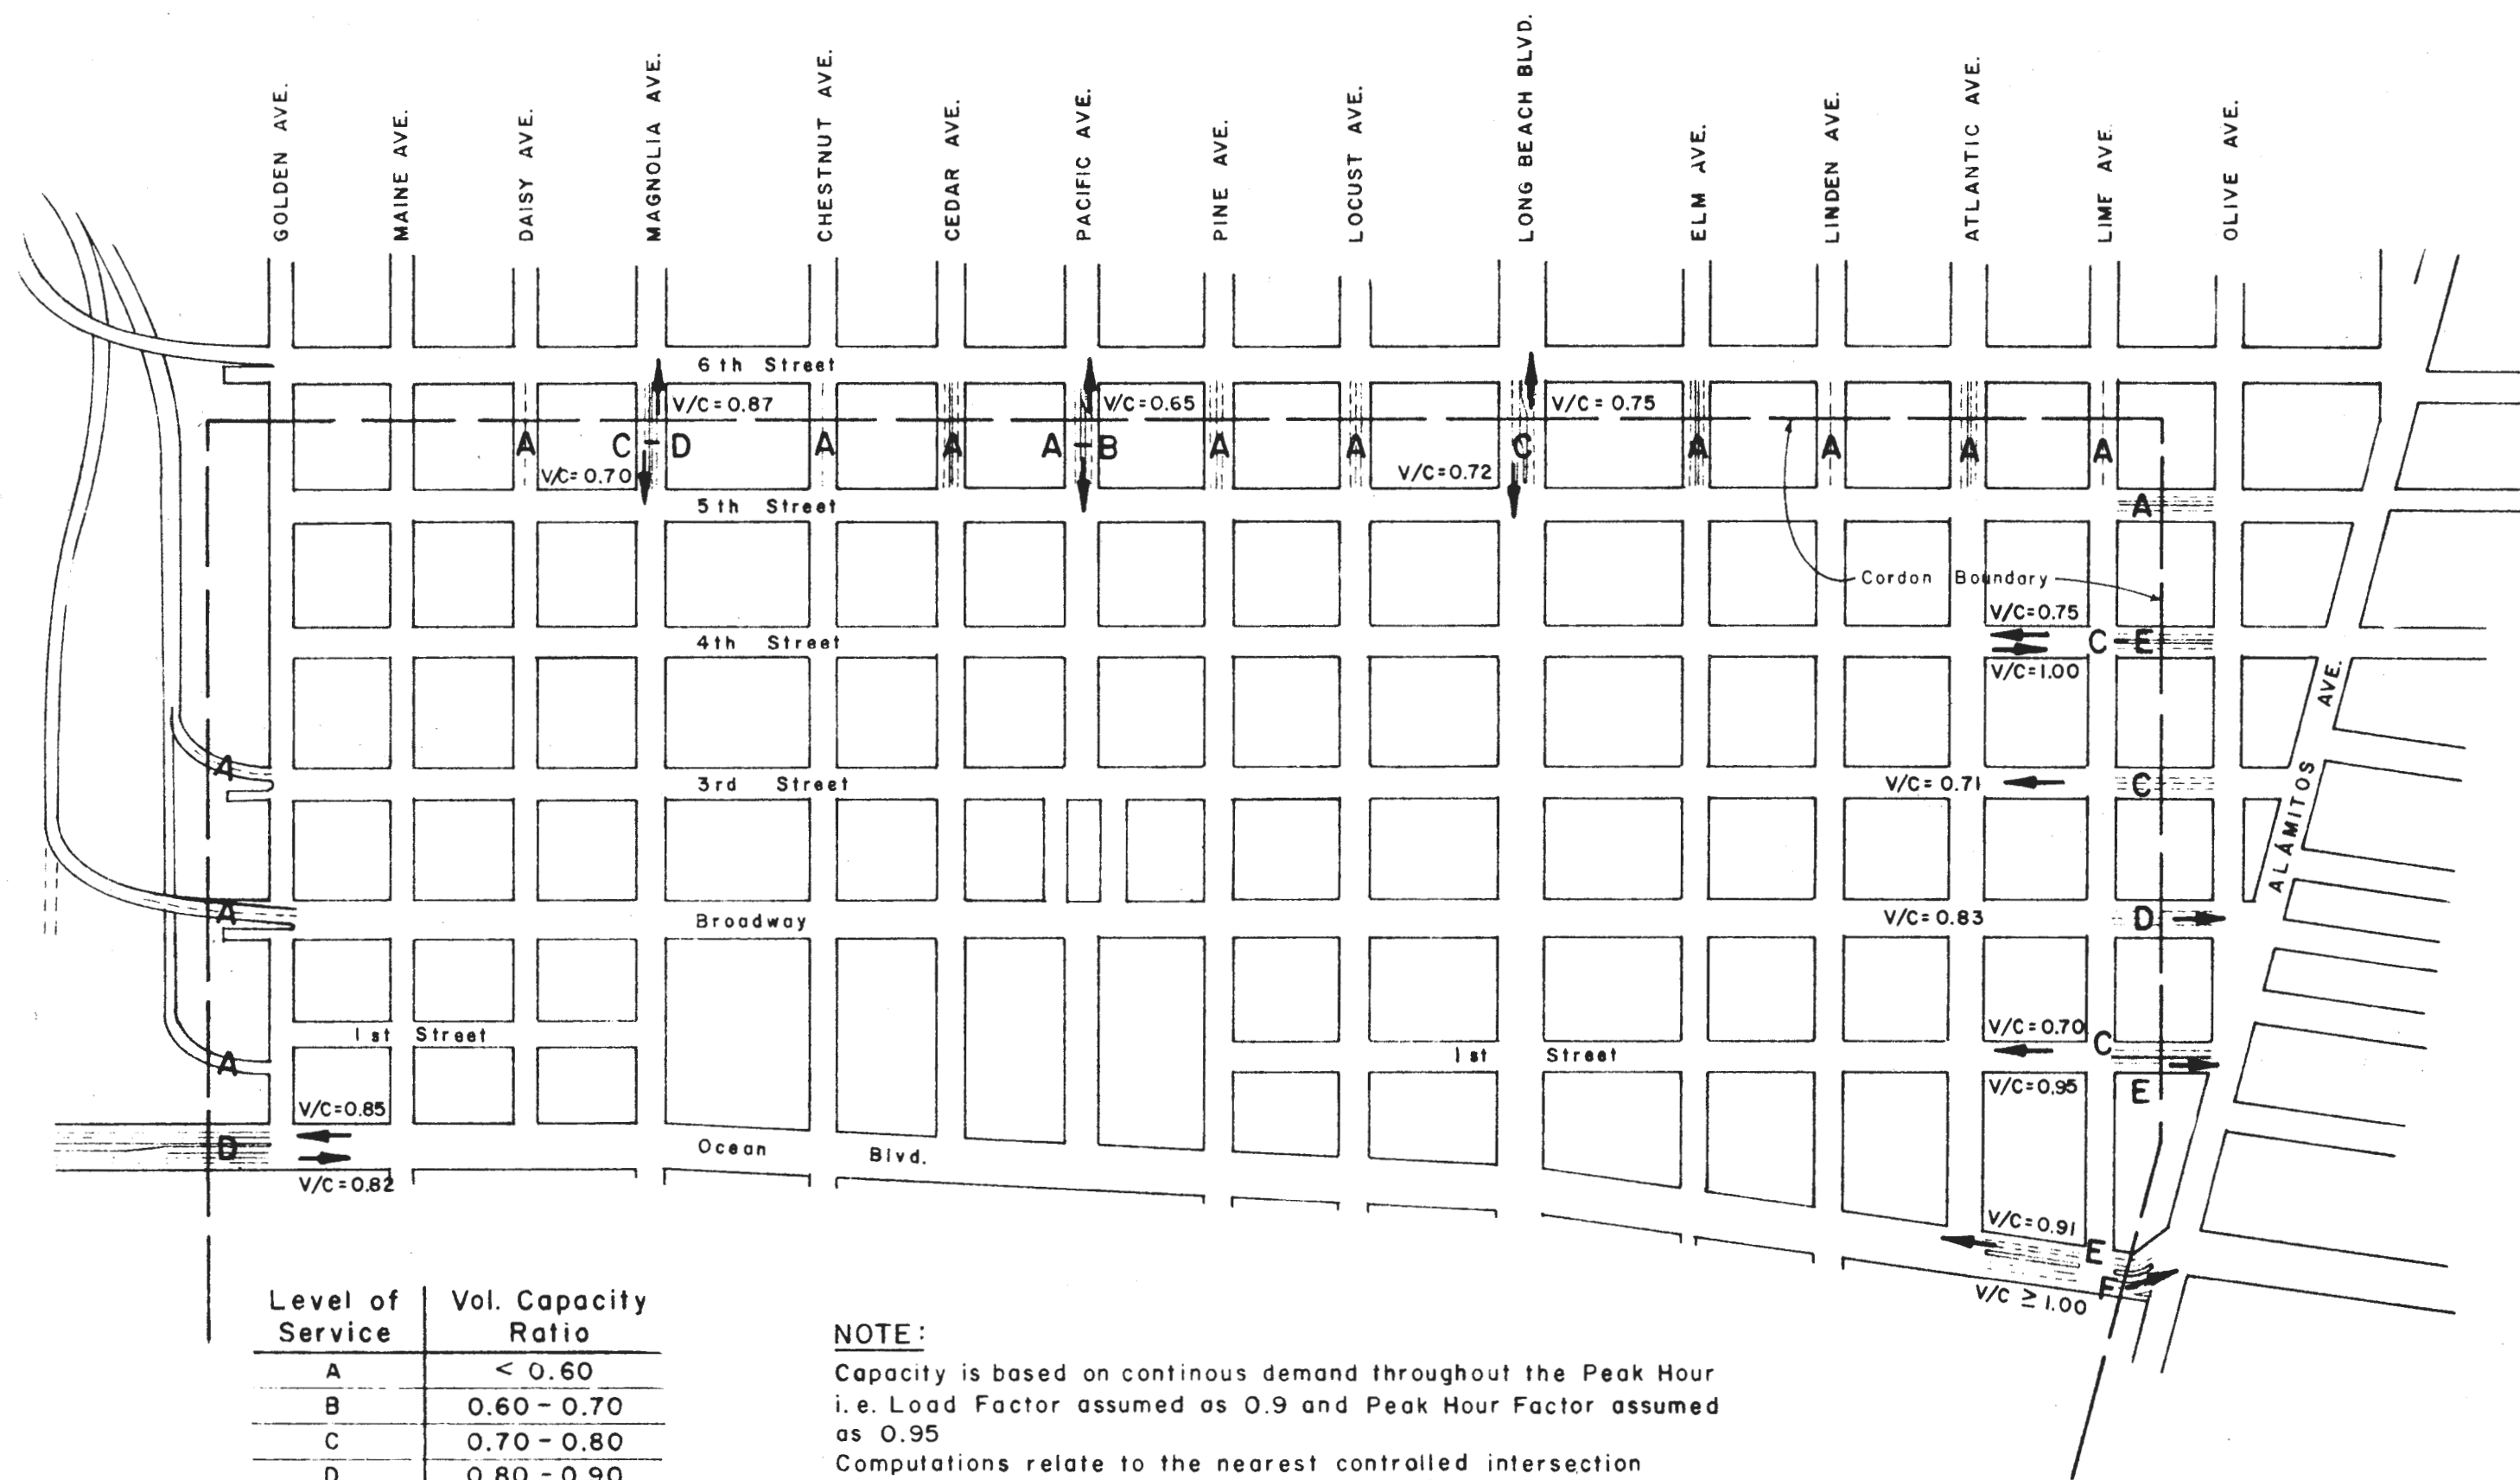 GOLDEN AVE.
MAINE AVE.
DAISY AVE.
MAGNOLIA AVE.
CHESTNUT AVE.
CEDAR AVE.
PACIFIC AVE.
PINE AVE.
LOCUST AVE.
LONG BEACH BLVD.
ELM AVE.
LINDEN AVE.
ATLANTIC AVE.
LIME AVE.
OLIVE AVE.
6th Street
V/C=0.87
V/C=0.65
V/C=0.75
A
C-D
A
A
A-B
A
A
C
A
A
A
A
V/C=0.70
V/C=0.72
5th Street
A
Cordon Boundary
V/C=0.75
4th Street
C-E
V/C=1.00
ALAMITOS AVE.
A
3rd Street
V/C=0.71
C
A
Broadway
V/C=0.83
D
1st Street
V/C=0.70
C
1st Street
A
V/C=0.95
E
V/C=0.85
D
Ocean Blvd.
V/C=0.82
V/C=0.91
E
F
V/C ≥ 1.00
Level of Service
Vol. Capacity Ratio
A < 0.60
B 0.60 - 0.70
C 0.70 - 0.80
D 0.80 - 0.90
NOTE:
Capacity is based on continous demand throughout the Peak Hour
i.e. Load Factor assumed as 0.9 and Peak Hour Factor assumed
as 0.95
Computations relate to the nearest controlled intersection